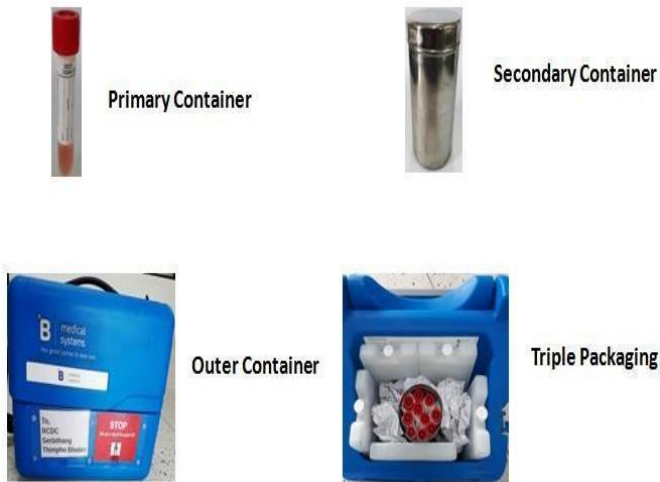 Primary Container
Secondary Container
B medical
systems
B
Outer Container
To,
RCDC
Serbithang
Thimphu Bhutan
STOP
Triple Packaging